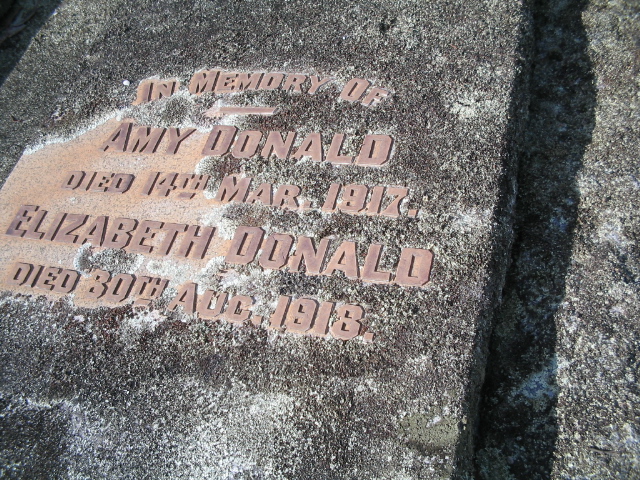 IN MEMORY OF
AMY DONALD
DIED 14TH MAR. 1917.
ELIZABETH DONALD
DIED 30TH AUG. 1918.